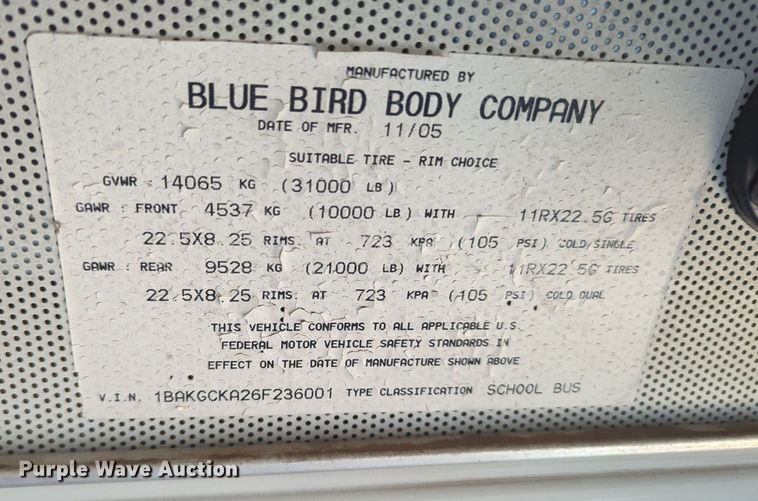 MANUFACTURED BY
BLUE BIRD BODY COMPANY
DATE OF MFR. 11/05
SUITABLE TIRE - RIM CHOICE
GVWR : 14065 KG (31000 LB)
GAWR : FRONT 4537 KG (10000 LB) WITH 11RX22.5G TIRES
22.5X8.25 RIMS. AT 723 KPA (105 PSI) COLD/SINGLE
GAWR : REAR 9528 KG (21000 LB) WITH 11RX22.5G TIRES
22.5X8.25 RIMS. AT 723 KPA (105 PSI) COLD DUAL
THIS VEHICLE CONFORMS TO ALL APPLICABLE U.S.
FEDERAL MOTOR VEHICLE SAFETY STANDARDS IN
EFFECT ON THE DATE OF MANUFACTURE SHOWN ABOVE
V.I.N. 1BAKGCKA26F236001 TYPE CLASSIFICATION SCHOOL BUS
Purple Wave Auction